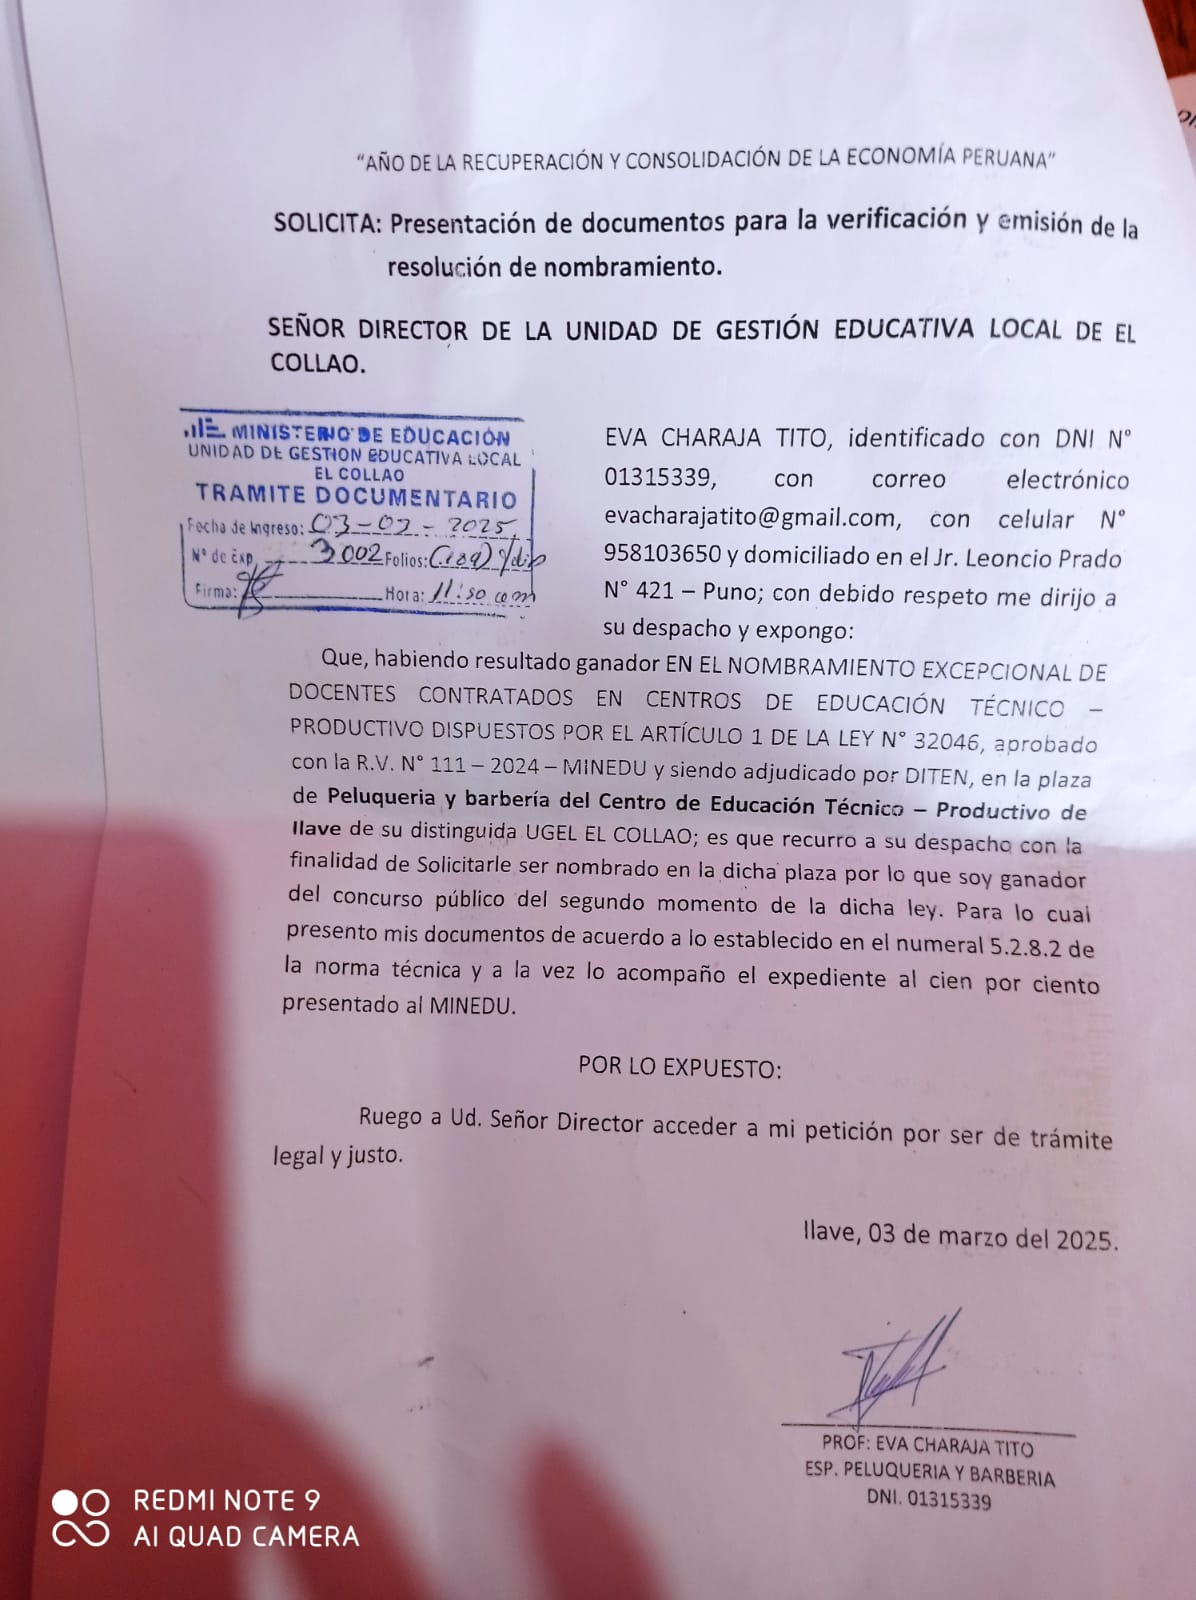 "AÑO DE LA RECUPERACIÓN Y CONSOLIDACIÓN DE LA ECONOMÍA PERUANA"
SOLICITA: Presentación de documentos para la verificación y emisión de la
resolución de nombramiento.
SEÑOR DIRECTOR DE LA UNIDAD DE GESTIÓN EDUCATIVA LOCAL DE EL
COLLAO.
MINISTERIO DE EDUCACIÓN
UNIDAD DE GESTION EDUCATIVA LOCAL
EL COLLAO
TRAMITE DOCUMENTARIO
Fecha de Ingreso: 03-02-2025
N° de Exp 3002 Folios:
Firma: Hora: 11:50 am
EVA CHARAJA TITO, identificado con DNI N°
01315339, con correo electrónico
evacharajatito@gmail.com, con celular N°
958103650 y domiciliado en el Jr. Leoncio Prado
N° 421 – Puno; con debido respeto me dirijo a
su despacho y expongo:
Que, habiendo resultado ganador EN EL NOMBRAMIENTO EXCEPCIONAL DE
DOCENTES CONTRATADOS EN CENTROS DE EDUCACIÓN TÉCNICO –
PRODUCTIVO DISPUESTOS POR EL ARTÍCULO 1 DE LA LEY N° 32046, aprobado
con la R.V. N° 111 – 2024 – MINEDU y siendo adjudicado por DITEN, en la plaza
de Peluqueria y barbería del Centro de Educación Técnico – Productivo de
Ilave de su distinguida UGEL EL COLLAO; es que recurro a su despacho con la
finalidad de Solicitarle ser nombrado en la dicha plaza por lo que soy ganador
del concurso público del segundo momento de la dicha ley. Para lo cual
presento mis documentos de acuerdo a lo establecido en el numeral 5.2.8.2 de
la norma técnica y a la vez lo acompaño el expediente al cien por ciento
presentado al MINEDU.
POR LO EXPUESTO:
Ruego a Ud. Señor Director acceder a mi petición por ser de trámite
legal y justo.
Ilave, 03 de marzo del 2025.
PROF: EVA CHARAJA TITO
ESP. PELUQUERIA Y BARBERIA
DNI. 01315339
REDMI NOTE 9
AI QUAD CAMERA